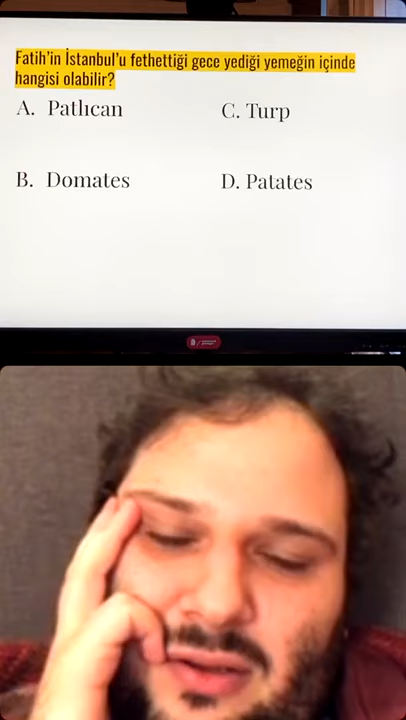 Fatih'in İstanbul'u fethettiği gece yediği yemeğin içinde
hangisi olabilir?
A. Patlıcan
C. Turp
B. Domates
D. Patates